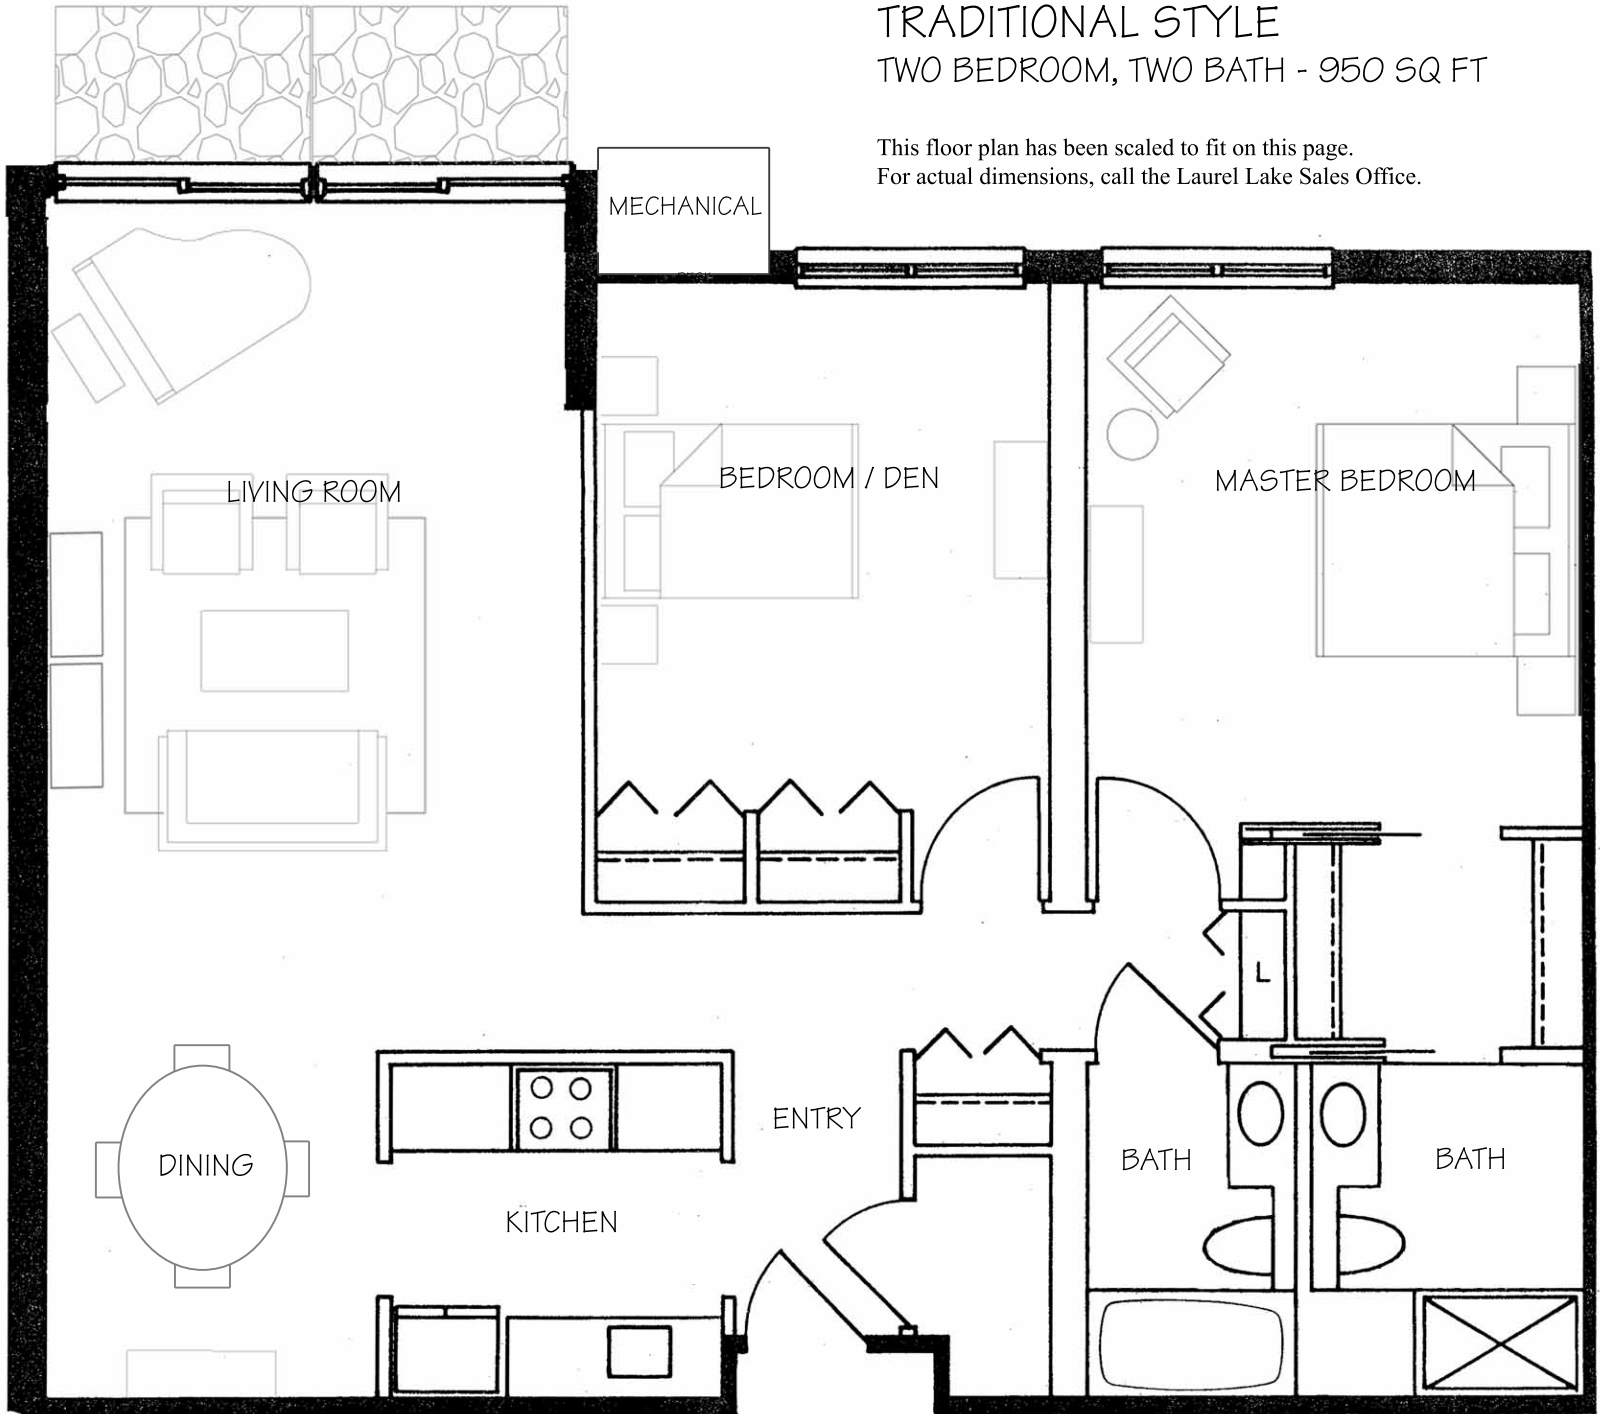 TRADITIONAL STYLE
TWO BEDROOM, TWO BATH - 950 SQ FT
This floor plan has been scaled to fit on this page.
For actual dimensions, call the Laurel Lake Sales Office.
MECHANICAL
LIVING ROOM
BEDROOM / DEN
MASTER BEDROOM
L
ENTRY
DINING
BATH
BATH
KITCHEN